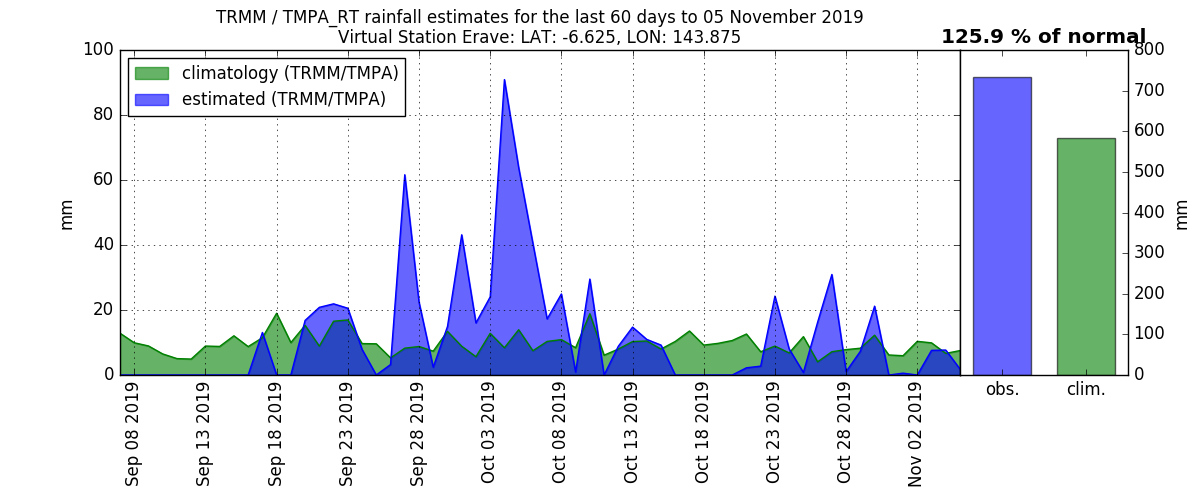 TRMM / TMPA_RT rainfall estimates for the last 60 days to 05 November 2019
Virtual Station Erave: LAT: -6.625, LON: 143.875
125.9 % of normal
climatology (TRMM/TMPA)
estimated (TRMM/TMPA)
mm
100
80
60
40
20
0
Sep 08 2019
Sep 13 2019
Sep 18 2019
Sep 23 2019
Sep 28 2019
Oct 03 2019
Oct 08 2019
Oct 13 2019
Oct 18 2019
Oct 23 2019
Oct 28 2019
Nov 02 2019
obs.
clim.
800
700
600
500
400
300
200
100
0
mm